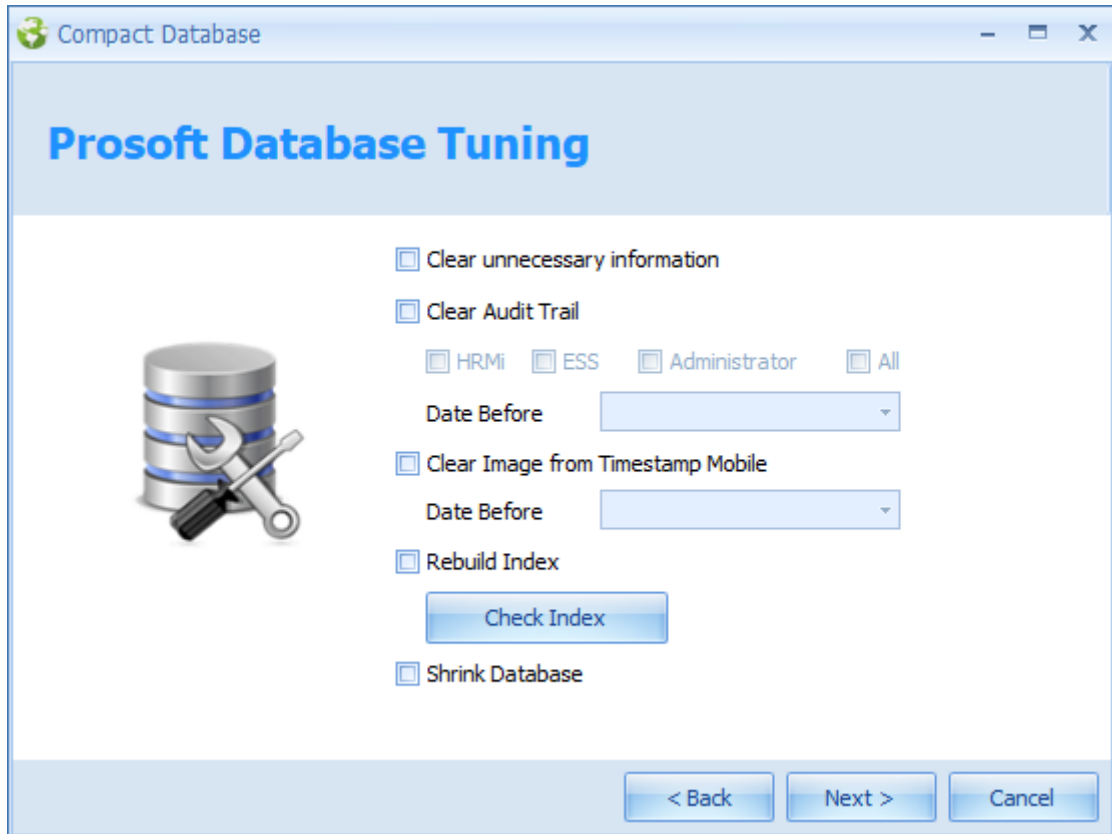 Compact Database
Prosoft Database Tuning
Clear unnecessary information
Clear Audit Trail
HRMi ESS Administrator All
Date Before
Clear Image from Timestamp Mobile
Date Before
Rebuild Index
Check Index
Shrink Database
< Back Next > Cancel